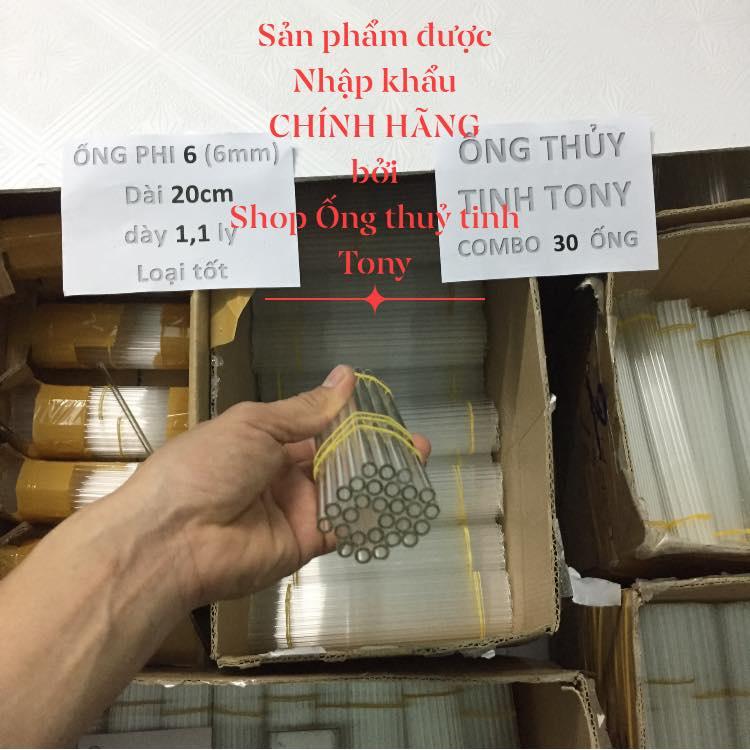 Sản phẩm được
Nhập khẩu
CHÍNH HÃNG
bởi
Shop Ống thuỷ tinh
Tony
ỐNG PHI 6 (6mm)
Dài 20cm
dày 1,1 ly
Loại tốt
ỐNG THỦY
TINH TONY
COMBO 30 ỐNG